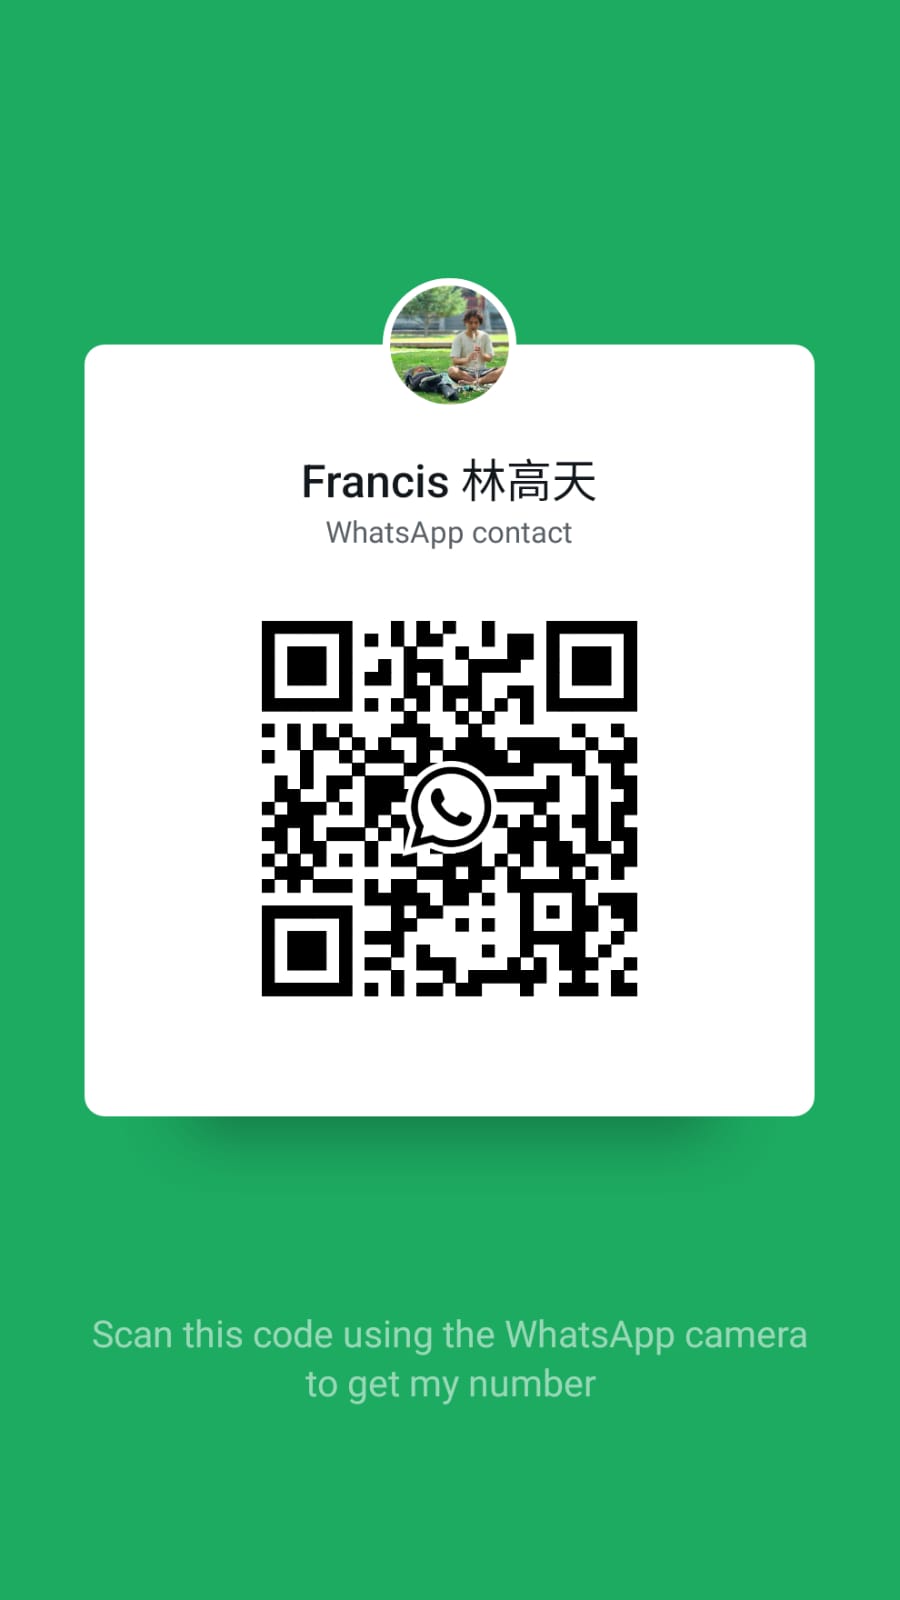 Francis 林高天
WhatsApp contact
Scan this code using the WhatsApp camera
to get my number